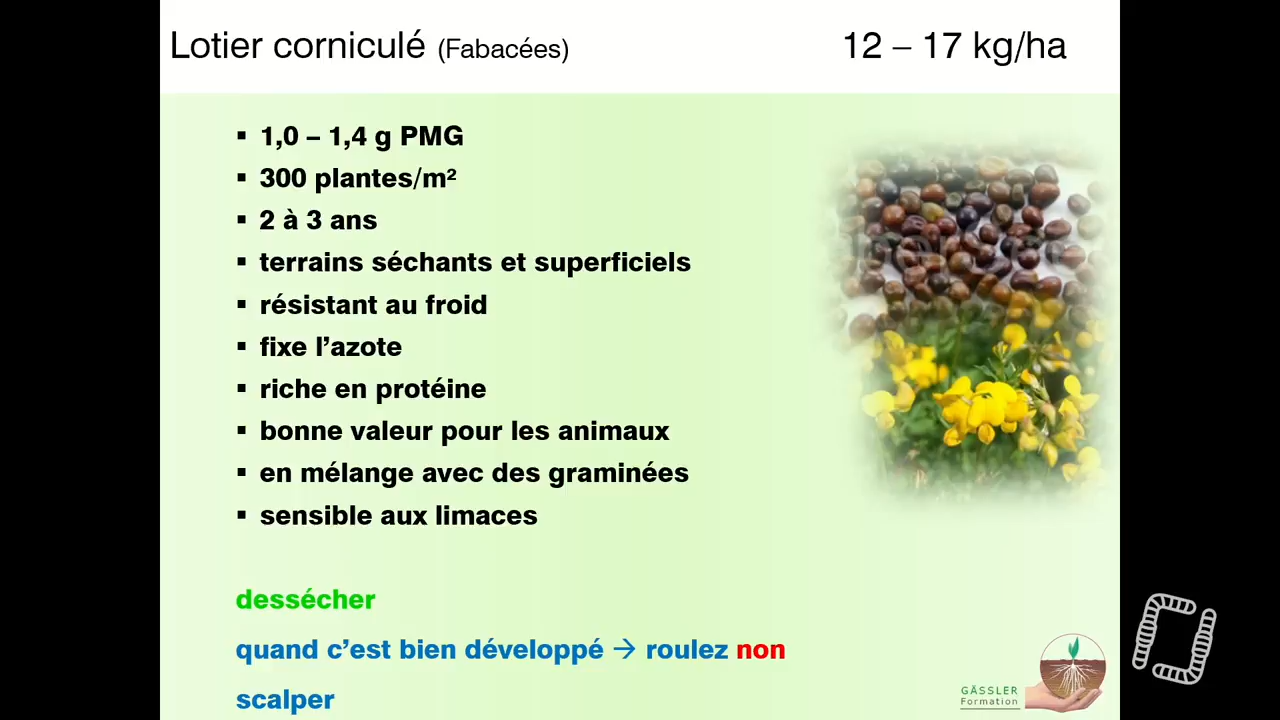 Lotier corniculé (Fabacées) 12 – 17 kg/ha
▪ 1,0 – 1,4 g PMG
▪ 300 plantes/m²
▪ 2 à 3 ans
▪ terrains séchants et superficiels
▪ résistant au froid
▪ fixe l’azote
▪ riche en protéine
▪ bonne valeur pour les animaux
▪ en mélange avec des graminées
▪ sensible aux limaces
dessécher
quand c’est bien développé → roulez non
scalper
GÄSSLER
Formation